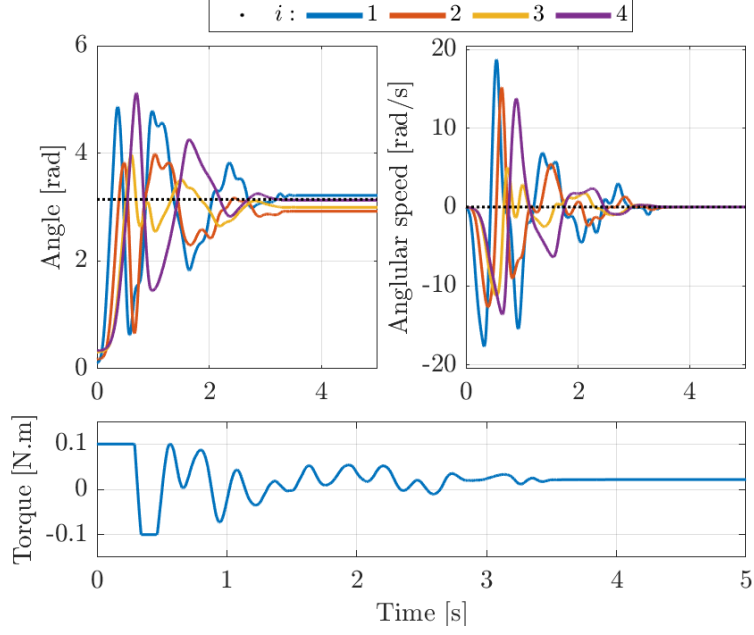 i : 1 2 3 4
Angle [rad]
6
4
2
0
0 2 4
Anglular speed [rad/s]
20
10
0
-10
-20
0 2 4
Torque [N.m]
0.1
0
-0.1
0 1 2 3 4 5
Time [s]